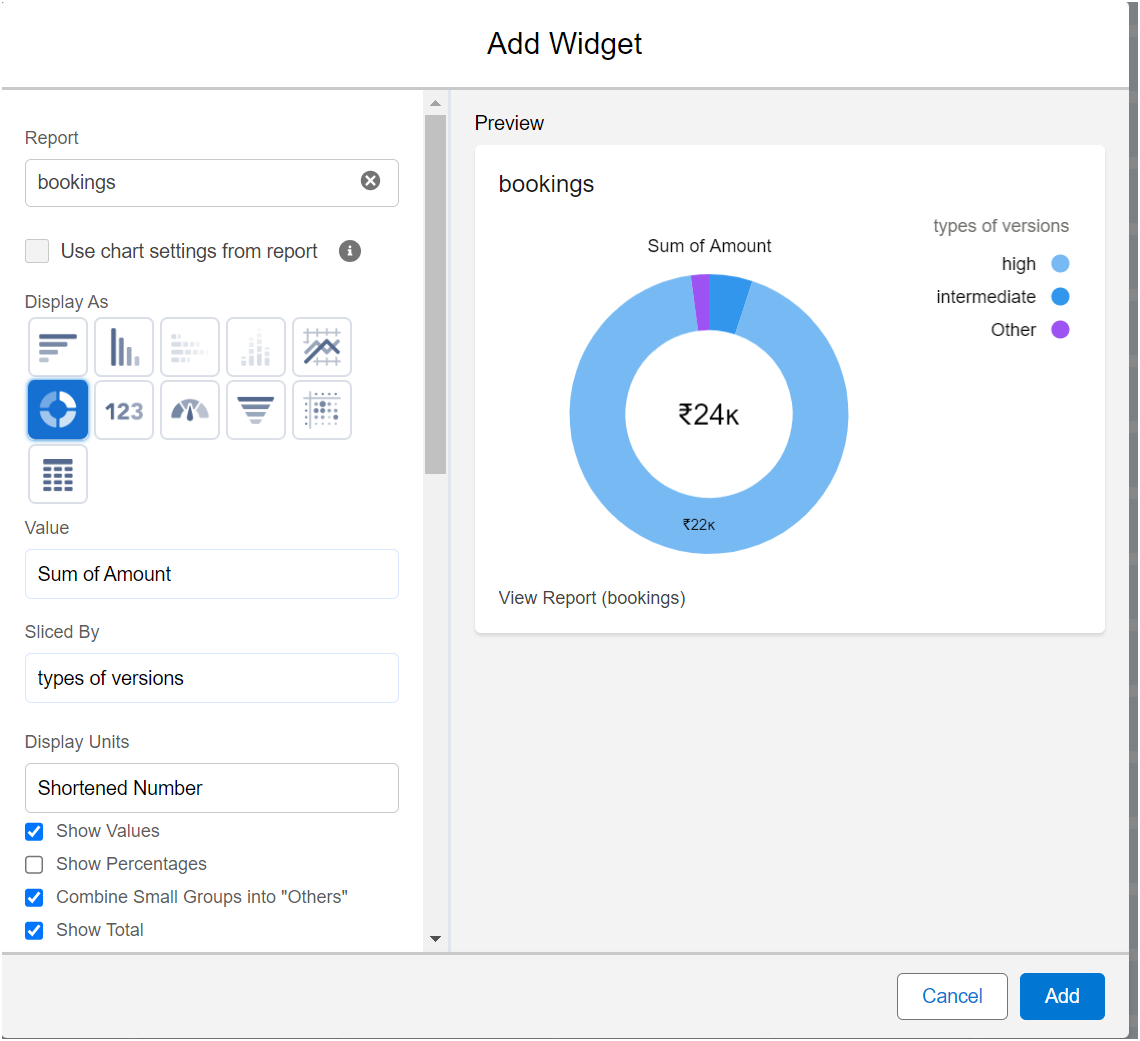 Add Widget
Report
bookings
Use chart settings from report
Display As
123
Value
Sum of Amount
Sliced By
types of versions
Display Units
Shortened Number
Show Values
Show Percentages
Combine Small Groups into "Others"
Show Total
Preview
bookings
types of versions
Sum of Amount
high
intermediate
Other
₹24K
₹22K
View Report (bookings)
Cancel
Add